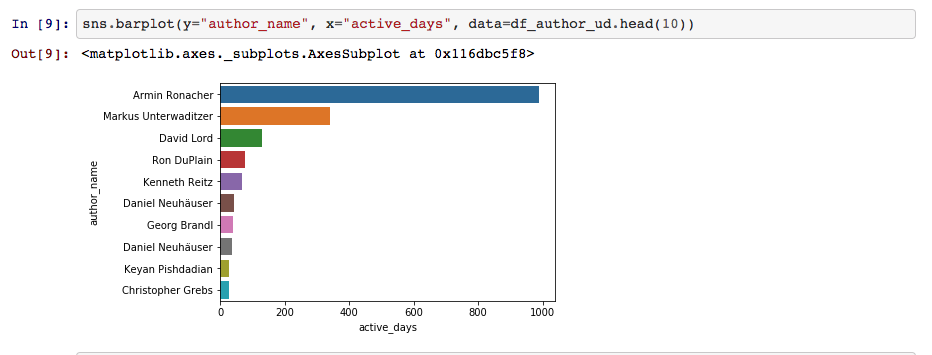 In [9]: sns.barplot(y="author_name", x="active_days", data=df_author_ud.head(10))
Out[9]: <matplotlib.axes._subplots.AxesSubplot at 0x116dbc5f8>
Armin Ronacher
Markus Unterwaditzer
David Lord
Ron DuPlain
Kenneth Reitz
Daniel Neuhäuser
Georg Brandl
Daniel Neuhäuser
Keyan Pishdadian
Christopher Grebs
author_name
0 200 400 600 800 1000
active_days